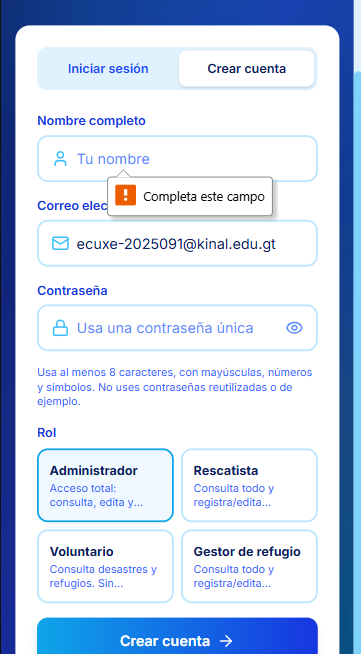 Iniciar sesión
Crear cuenta
Nombre completo
Tu nombre
Completa este campo
Correo elec
ecuxe-2025091@kinal.edu.gt
Contraseña
Usa una contraseña única
Usa al menos 8 caracteres, con mayúsculas, números
y símbolos. No uses contraseñas reutilizadas o de
ejemplo.
Rol
Administrador
Acceso total:
consulta, edita y...
Rescatista
Consulta todo y
registra/edita...
Voluntario
Consulta desastres y
refugios. Sin...
Gestor de refugio
Consulta todo y
registra/edita...
Crear cuenta →